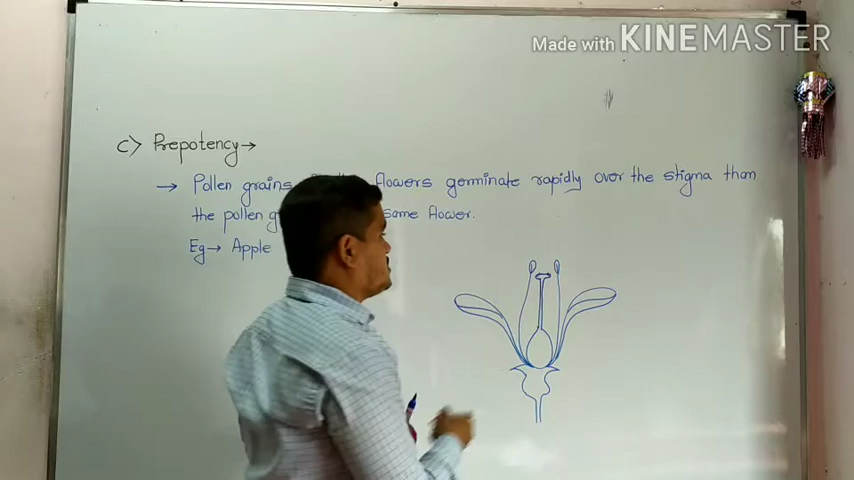 Made with KINEMASTER
c> Prepotency →
→ Pollen grains flowers germinate rapidly over the stigma than
the pollen same flower.
Eg → Apple